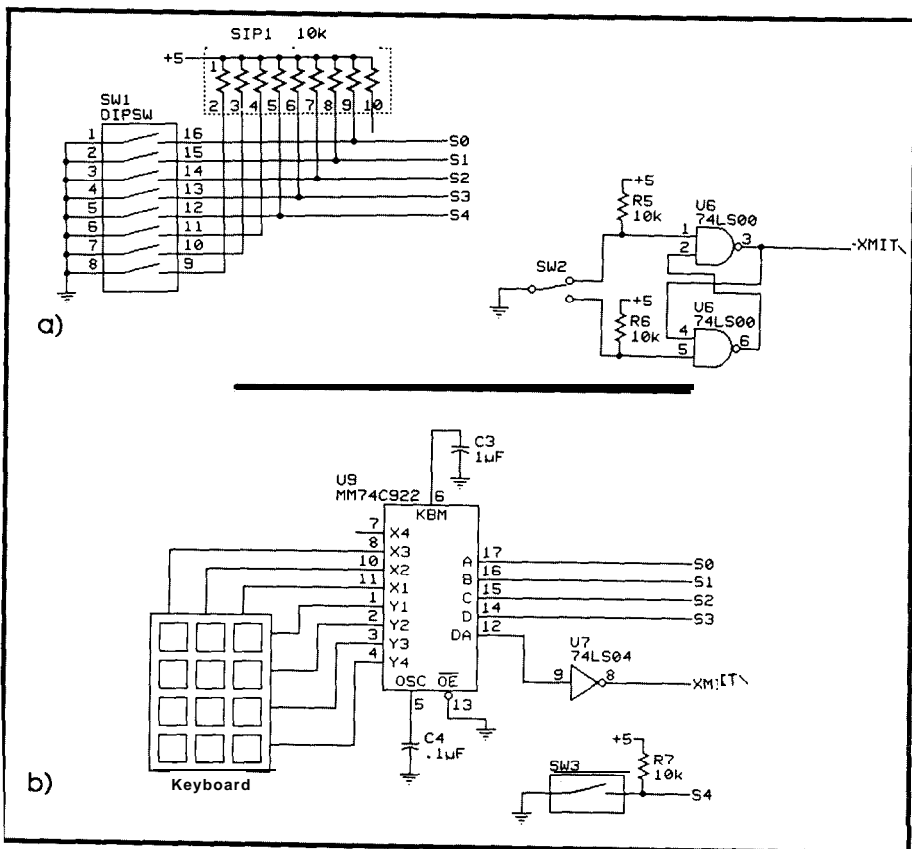 SIP1 10k
+5
1
2 3 4 5 6 7 8 9 10
SW1
DIPSW
1 16 S0
2 15 S1
3 14 S2
4 13 S3
5 12 S4
6 11
7 10
8 9
a)
+5
R5
10k
U6
74LS00
1
2
3
XMIT\
SW2
+5
R6
10k
U6
74LS00
4
5
6
C3
1µF
U9
MM74C922
6
KBM
7 X4
8 X3
10 X2
11 X1
1 Y1
2 Y2
3 Y3
4 Y4
A 17 S0
B 16 S1
C 15 S2
D 14 S3
DA 12
OSC OE
5
13
U7
74LS04
9
8
XMIT\
C4
.1µF
Keyboard
b)
+5
R7
10k
SW3
S4